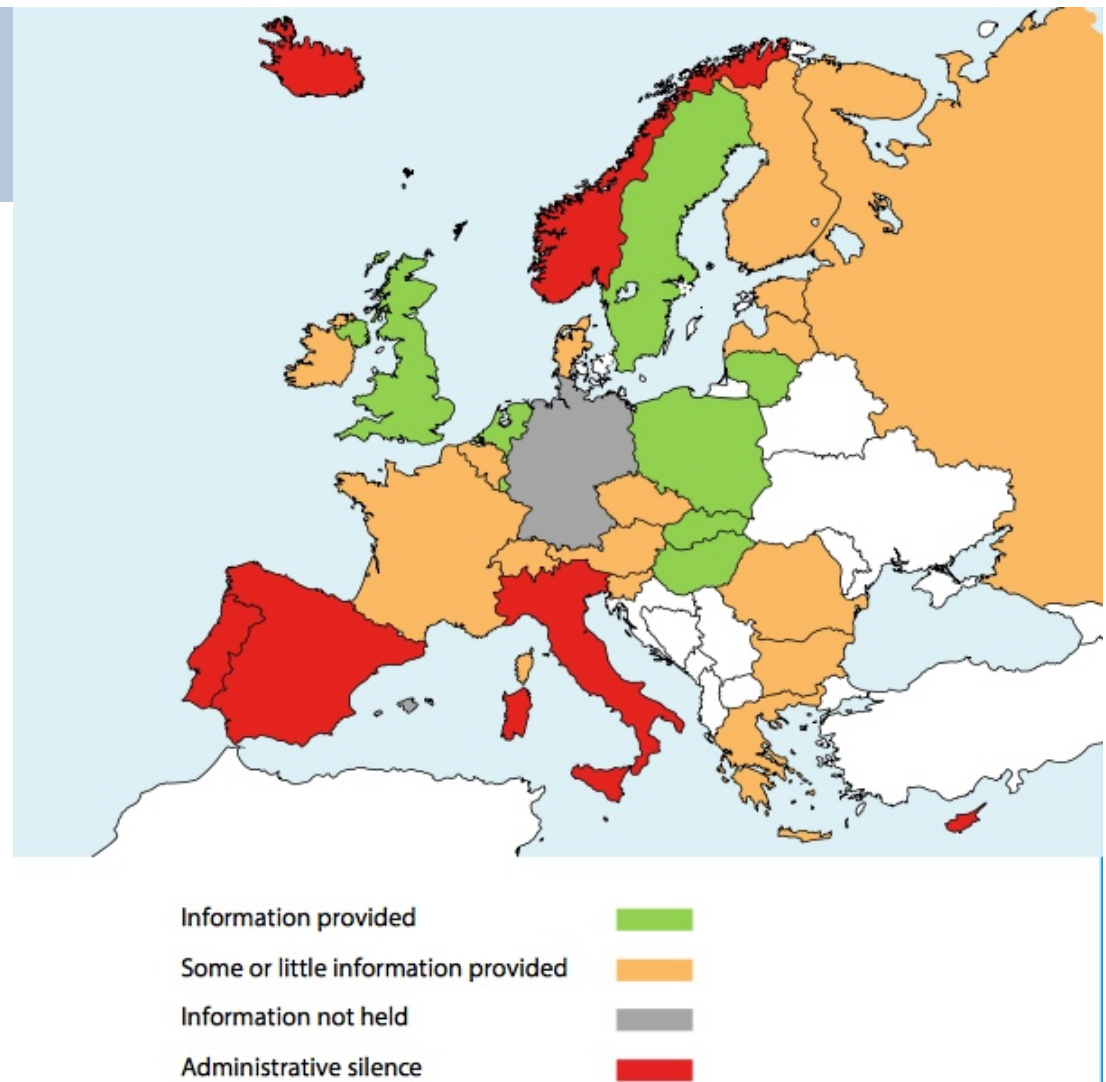 Information provided
Some or little information provided
Information not held
Administrative silence